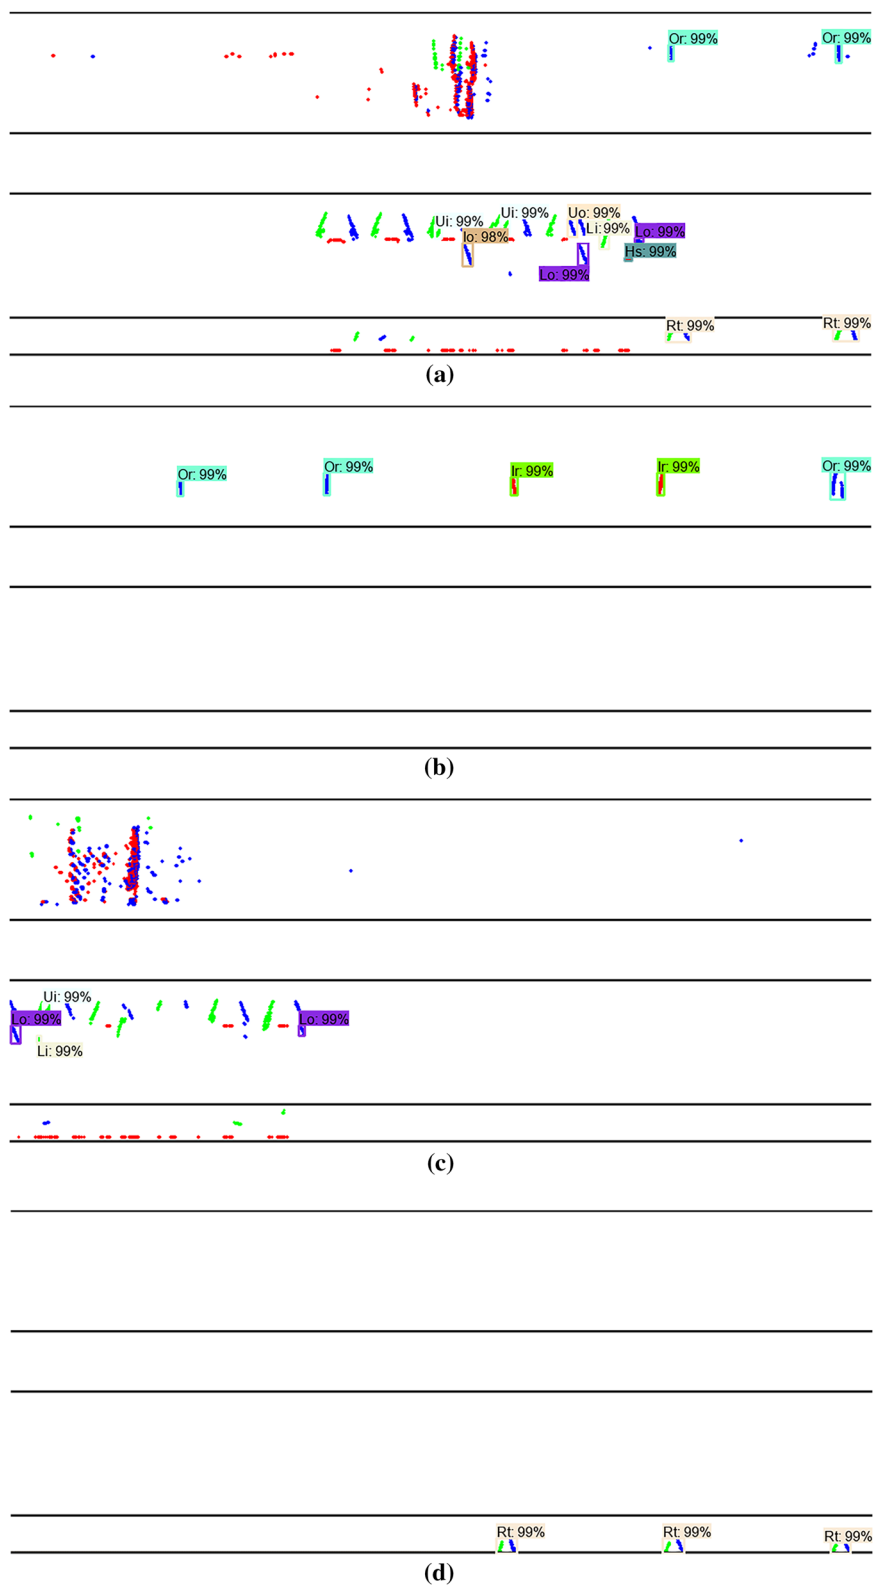 Or: 99% Or: 99%
Ui: 99% Ui: 99% Uo: 99%
Io: 98% Li: 99% Lo: 99%
Hs: 99%
Lo: 99%
Rt: 99% Rt: 99%
(a)
Or: 99% Or: 99% Ir: 99% Ir: 99% Or: 99%
(b)
Ui: 99%
Lo: 99% Lo: 99%
Li: 99%
(c)
Rt: 99% Rt: 99% Rt: 99%
(d)